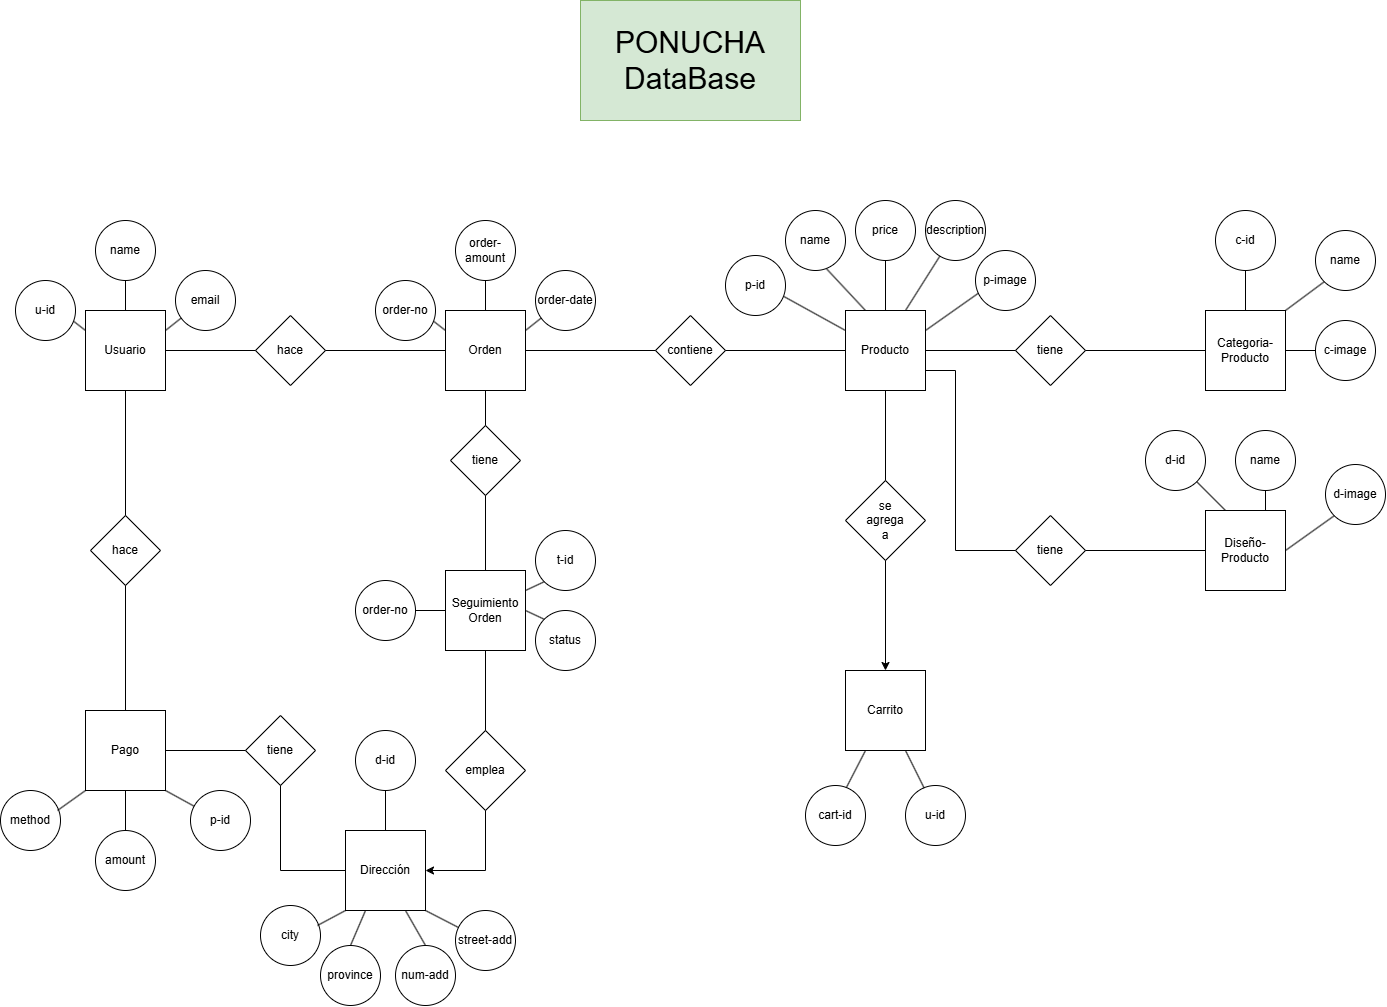 PONUCHA
DataBase
name
email
u-id
Usuario
hace
order-
amount
order-no
order-date
Orden
contiene
p-id
name
price
description
p-image
Producto
tiene
c-id
name
c-image
Categoria-
Producto
tiene
se
agrega
a
d-id
name
d-image
tiene
Diseño-
Producto
hace
t-id
order-no
Seguimiento
Orden
status
Pago
tiene
method
amount
p-id
d-id
emplea
Carrito
cart-id
u-id
Dirección
city
province
num-add
street-add